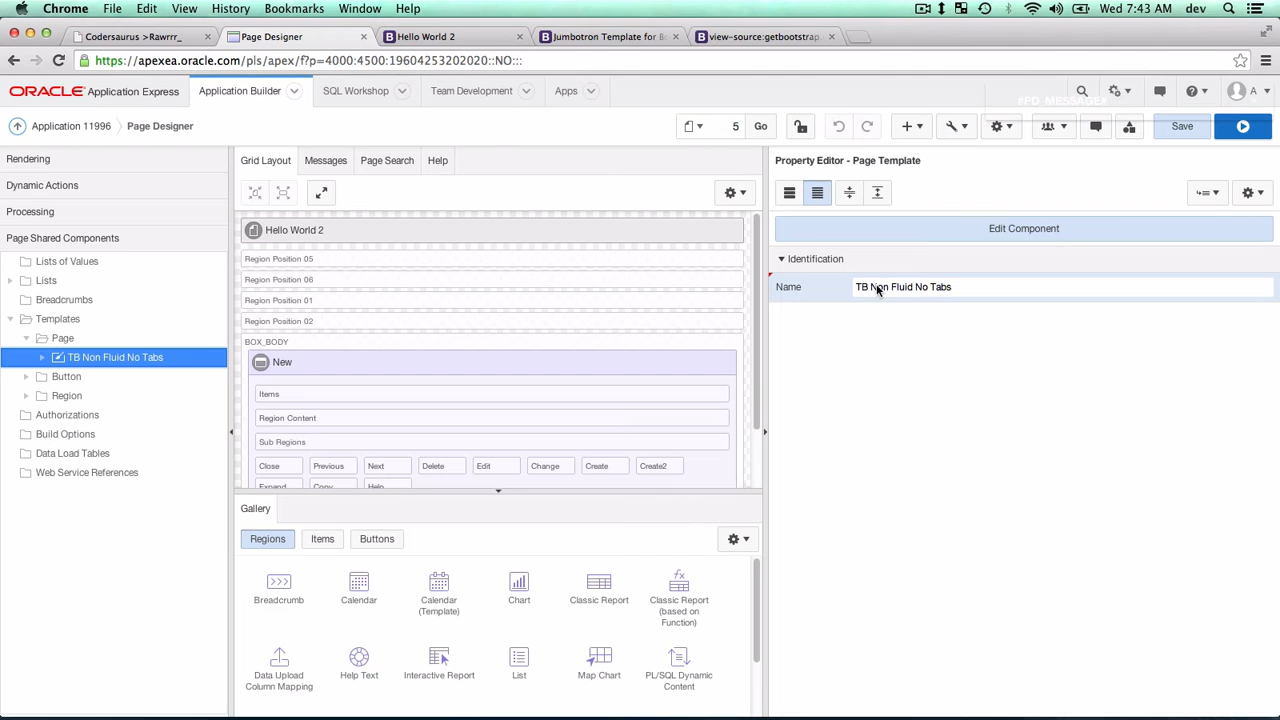 Chrome File Edit View History Bookmarks Window Help Wed 7:43 AM dev
Codersaurus >Rawrrr_ Page Designer Hello World 2 Jumbotron Template for B view-source:getbootstrap.
https://apexea.oracle.com/pls/apex/f?p=4000:4500:19604253202020::NO:::
ORACLE Application Express Application Builder SQL Workshop Team Development Apps A
#PD_MESSAGE#
Application 11996 Page Designer 5 Go Save
Rendering
Dynamic Actions
Processing
Page Shared Components
Lists of Values
Lists
Breadcrumbs
Templates
Page
TB Non Fluid No Tabs
Button
Region
Authorizations
Build Options
Data Load Tables
Web Service References
Grid Layout Messages Page Search Help
Hello World 2
Region Position 05
Region Position 06
Region Position 01
Region Position 02
BOX_BODY
New
Items
Region Content
Sub Regions
Close Previous Next Delete Edit Change Create Create2
Expand Copy Help
Gallery
Regions Items Buttons
Breadcrumb
Calendar
Calendar
(Template)
Chart
Classic Report
Classic Report
(based on
Function)
Data Upload
Column Mapping
Help Text
Interactive Report
List
Map Chart
PL/SQL Dynamic
Content
Property Editor - Page Template
Edit Component
Identification
Name TB Non Fluid No Tabs